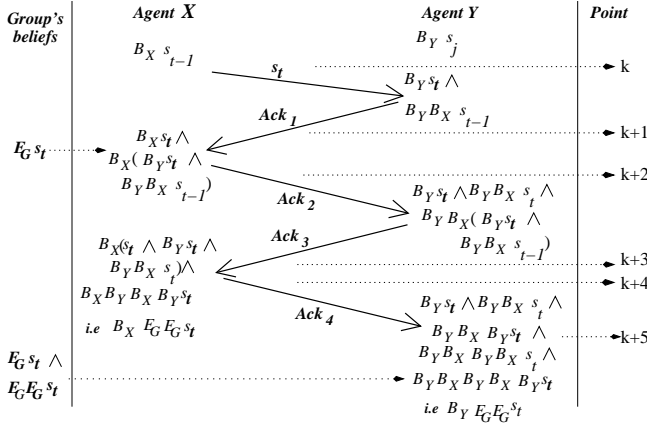 Group's beliefs
Agent X
Agent Y
Point
B_X s_{t-1}
B_Y s_j
s_t
k
B_Y s_t ∧
B_Y B_X s_{t-1}
Ack_1
k+1
E_G s_t
B_X s_t ∧
B_X( B_Y s_t ∧
B_Y B_X s_{t-1})
k+2
Ack_2
B_Y s_t ∧ B_Y B_X s_t ∧
B_Y B_X( B_Y s_t ∧
B_Y B_X s_{t-1})
Ack_3
B_X(s_t ∧ B_Y s_t ∧
B_Y B_X s_t) ∧
B_X B_Y B_X B_Y s_t
i.e B_X E_G E_G s_t
k+3
k+4
Ack_4
B_Y s_t ∧ B_Y B_X s_t ∧
B_Y B_X B_Y s_t ∧
B_Y B_X B_Y B_X s_t ∧
B_Y B_X B_Y B_X B_Y s_t
i.e B_Y E_G E_G s_t
k+5
E_G s_t ∧
E_G E_G s_t